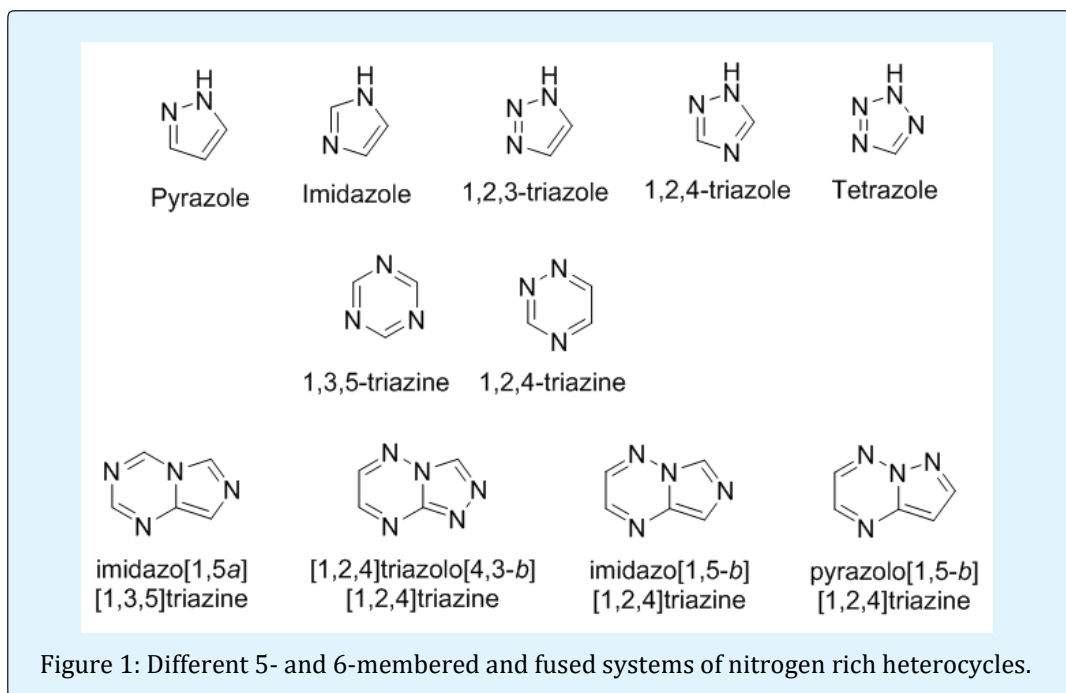 H
N
N
Pyrazole
H
N
N
Imidazole
H
N
N
N
1,2,3-triazole
H
N
N
N
1,2,4-triazole
H
N
N
N
N
Tetrazole
N
N
N
1,3,5-triazine
N
N
N
1,2,4-triazine
N
N
N
N
imidazo[1,5a]
[1,3,5]triazine
N
N
N
N
N
[1,2,4]triazolo[4,3-b]
[1,2,4]triazine
N
N
N
N
imidazo[1,5-b]
[1,2,4]triazine
N
N
N
N
pyrazolo[1,5-b]
[1,2,4]triazine
Figure 1: Different 5- and 6-membered and fused systems of nitrogen rich heterocycles.